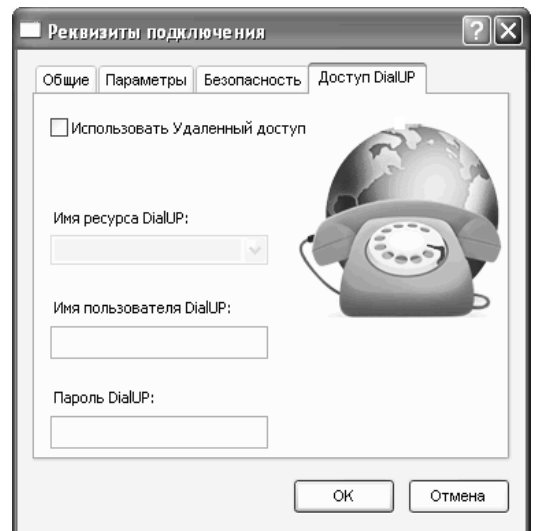 Реквизиты подключения
Общие Параметры Безопасность Доступ DialUP
Использовать Удаленный доступ
Имя ресурса DialUP:
Имя пользователя DialUP:
Пароль DialUP:
OK Отмена